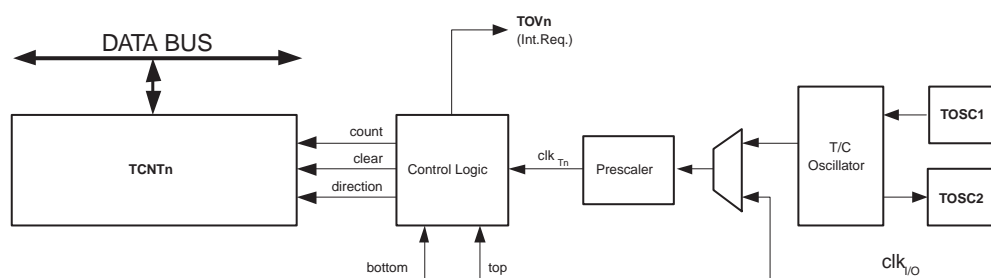 TOVn
(Int.Req.)
DATA BUS
TCNTn
count
clear
direction
Control Logic
clk Tn
Prescaler
T/C
Oscillator
TOSC1
TOSC2
bottom
top
clk I/O